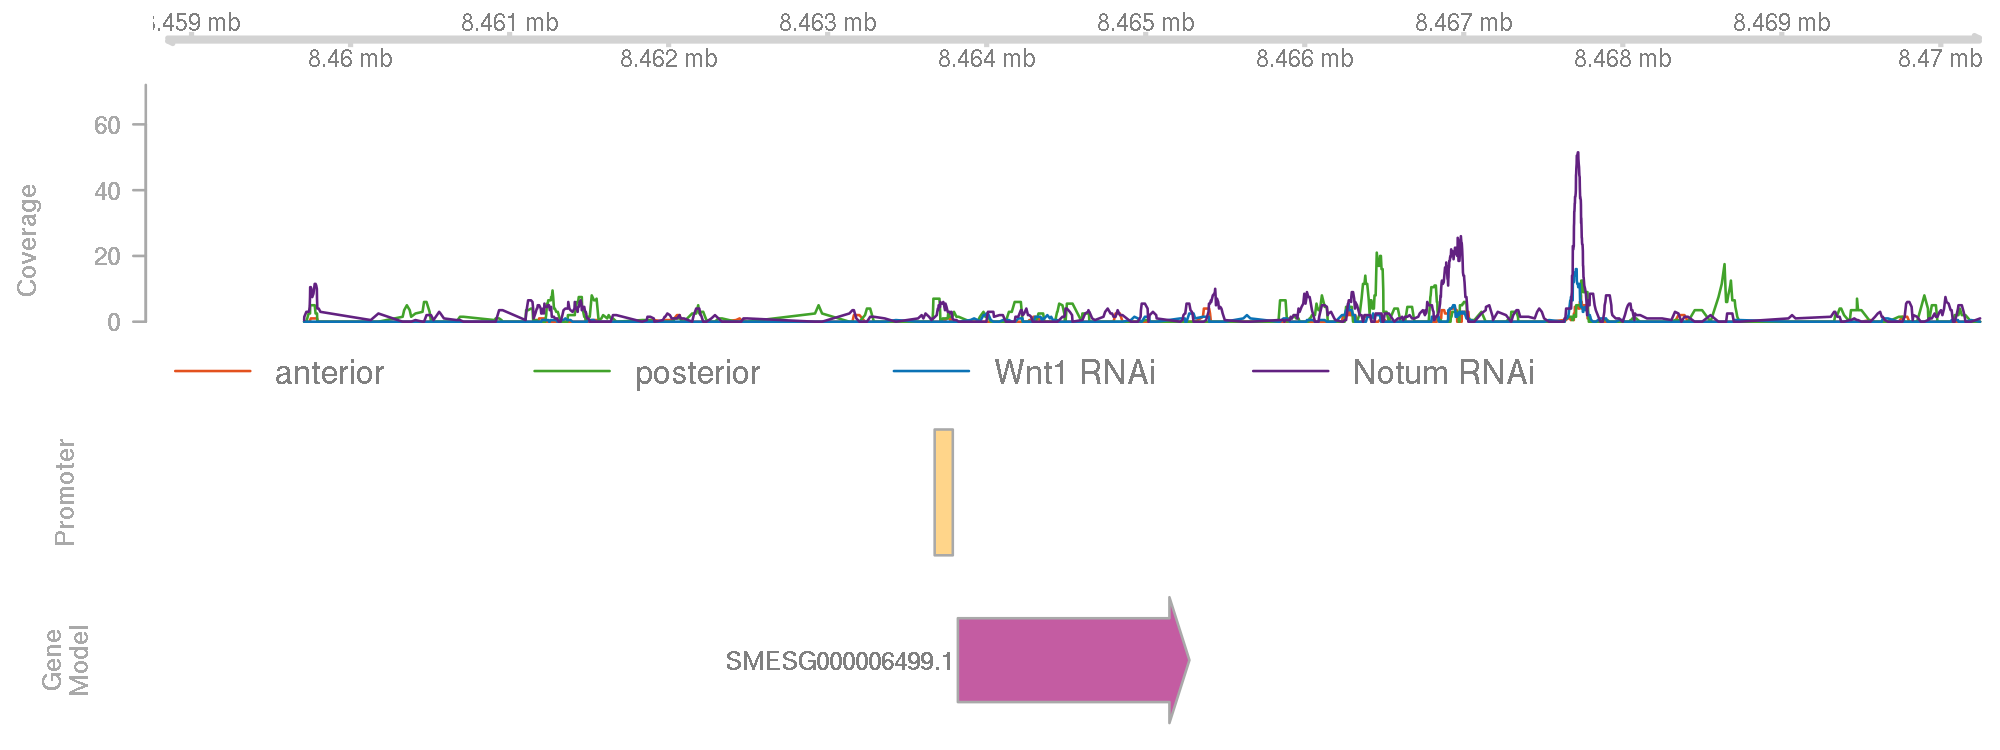 .459 mb 8.461 mb 8.463 mb 8.465 mb 8.467 mb 8.469 mb
8.46 mb 8.462 mb 8.464 mb 8.466 mb 8.468 mb 8.47 mb
Coverage
60
40
20
0
anterior posterior Wnt1 RNAi Notum RNAi
Promoter
Gene
Model
SMESG000006499.1